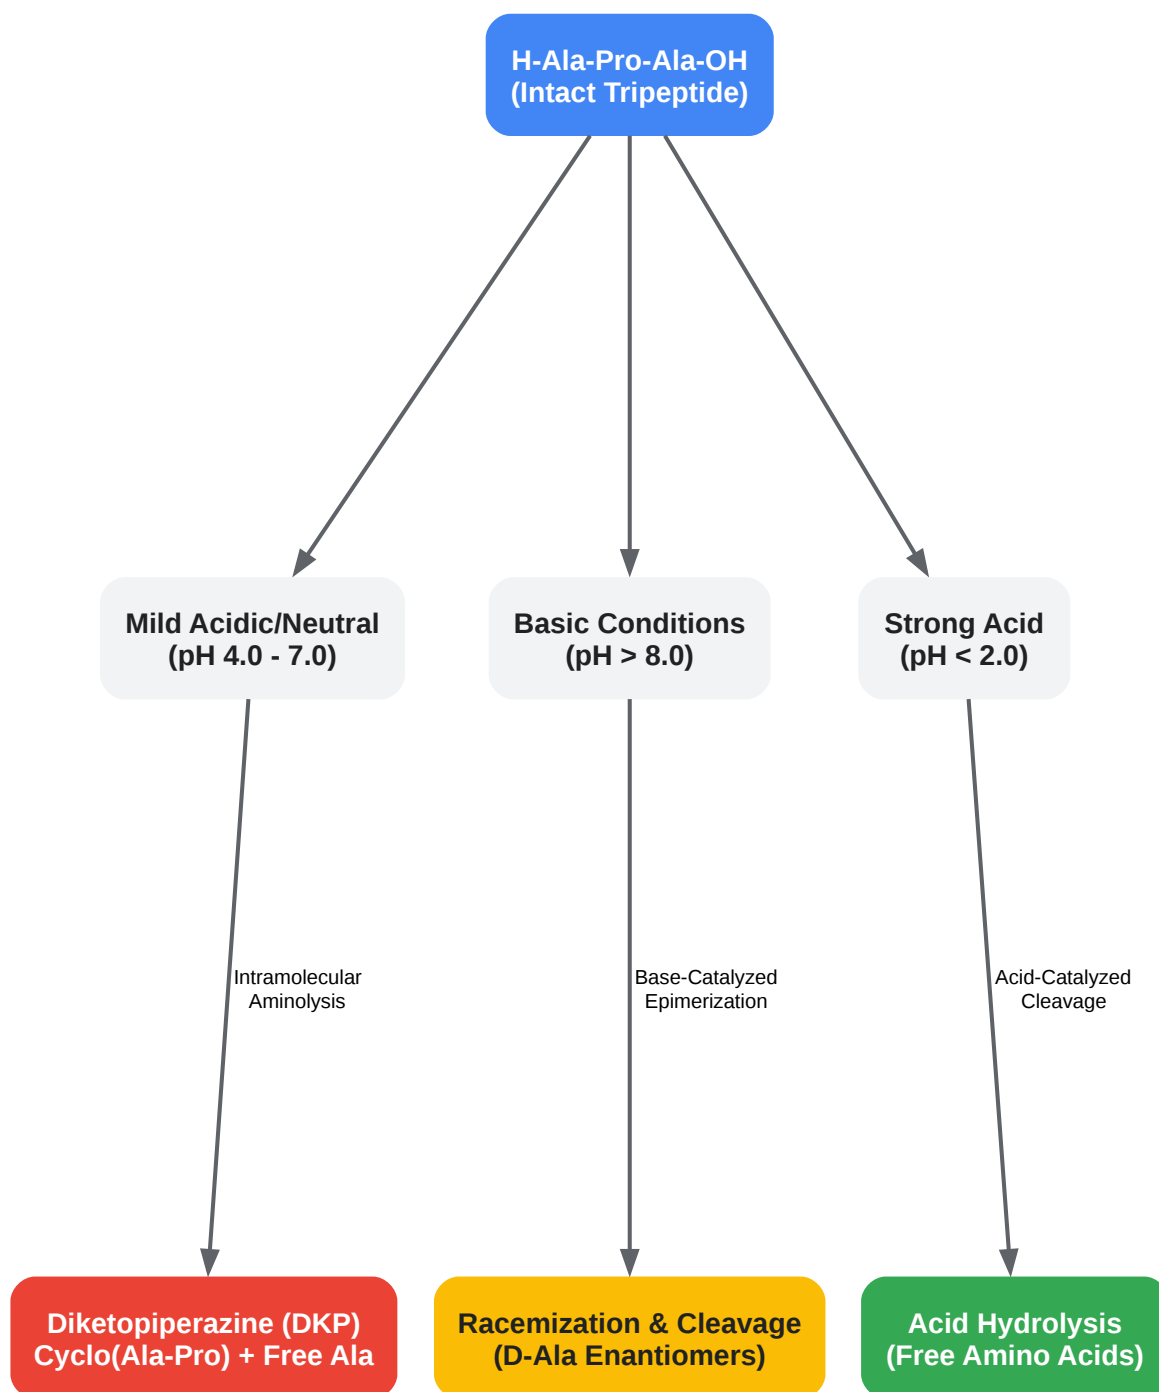 H-Ala-Pro-Ala-OH
(Intact Tripeptide)
Mild Acidic/Neutral
(pH 4.0 - 7.0)
Basic Conditions
(pH > 8.0)
Strong Acid
(pH < 2.0)
Intramolecular
Aminolysis
Base-Catalyzed
Epimerization
Acid-Catalyzed
Cleavage
Diketopiperazine (DKP)
Cyclo(Ala-Pro) + Free Ala
Racemization & Cleavage
(D-Ala Enantiomers)
Acid Hydrolysis
(Free Amino Acids)